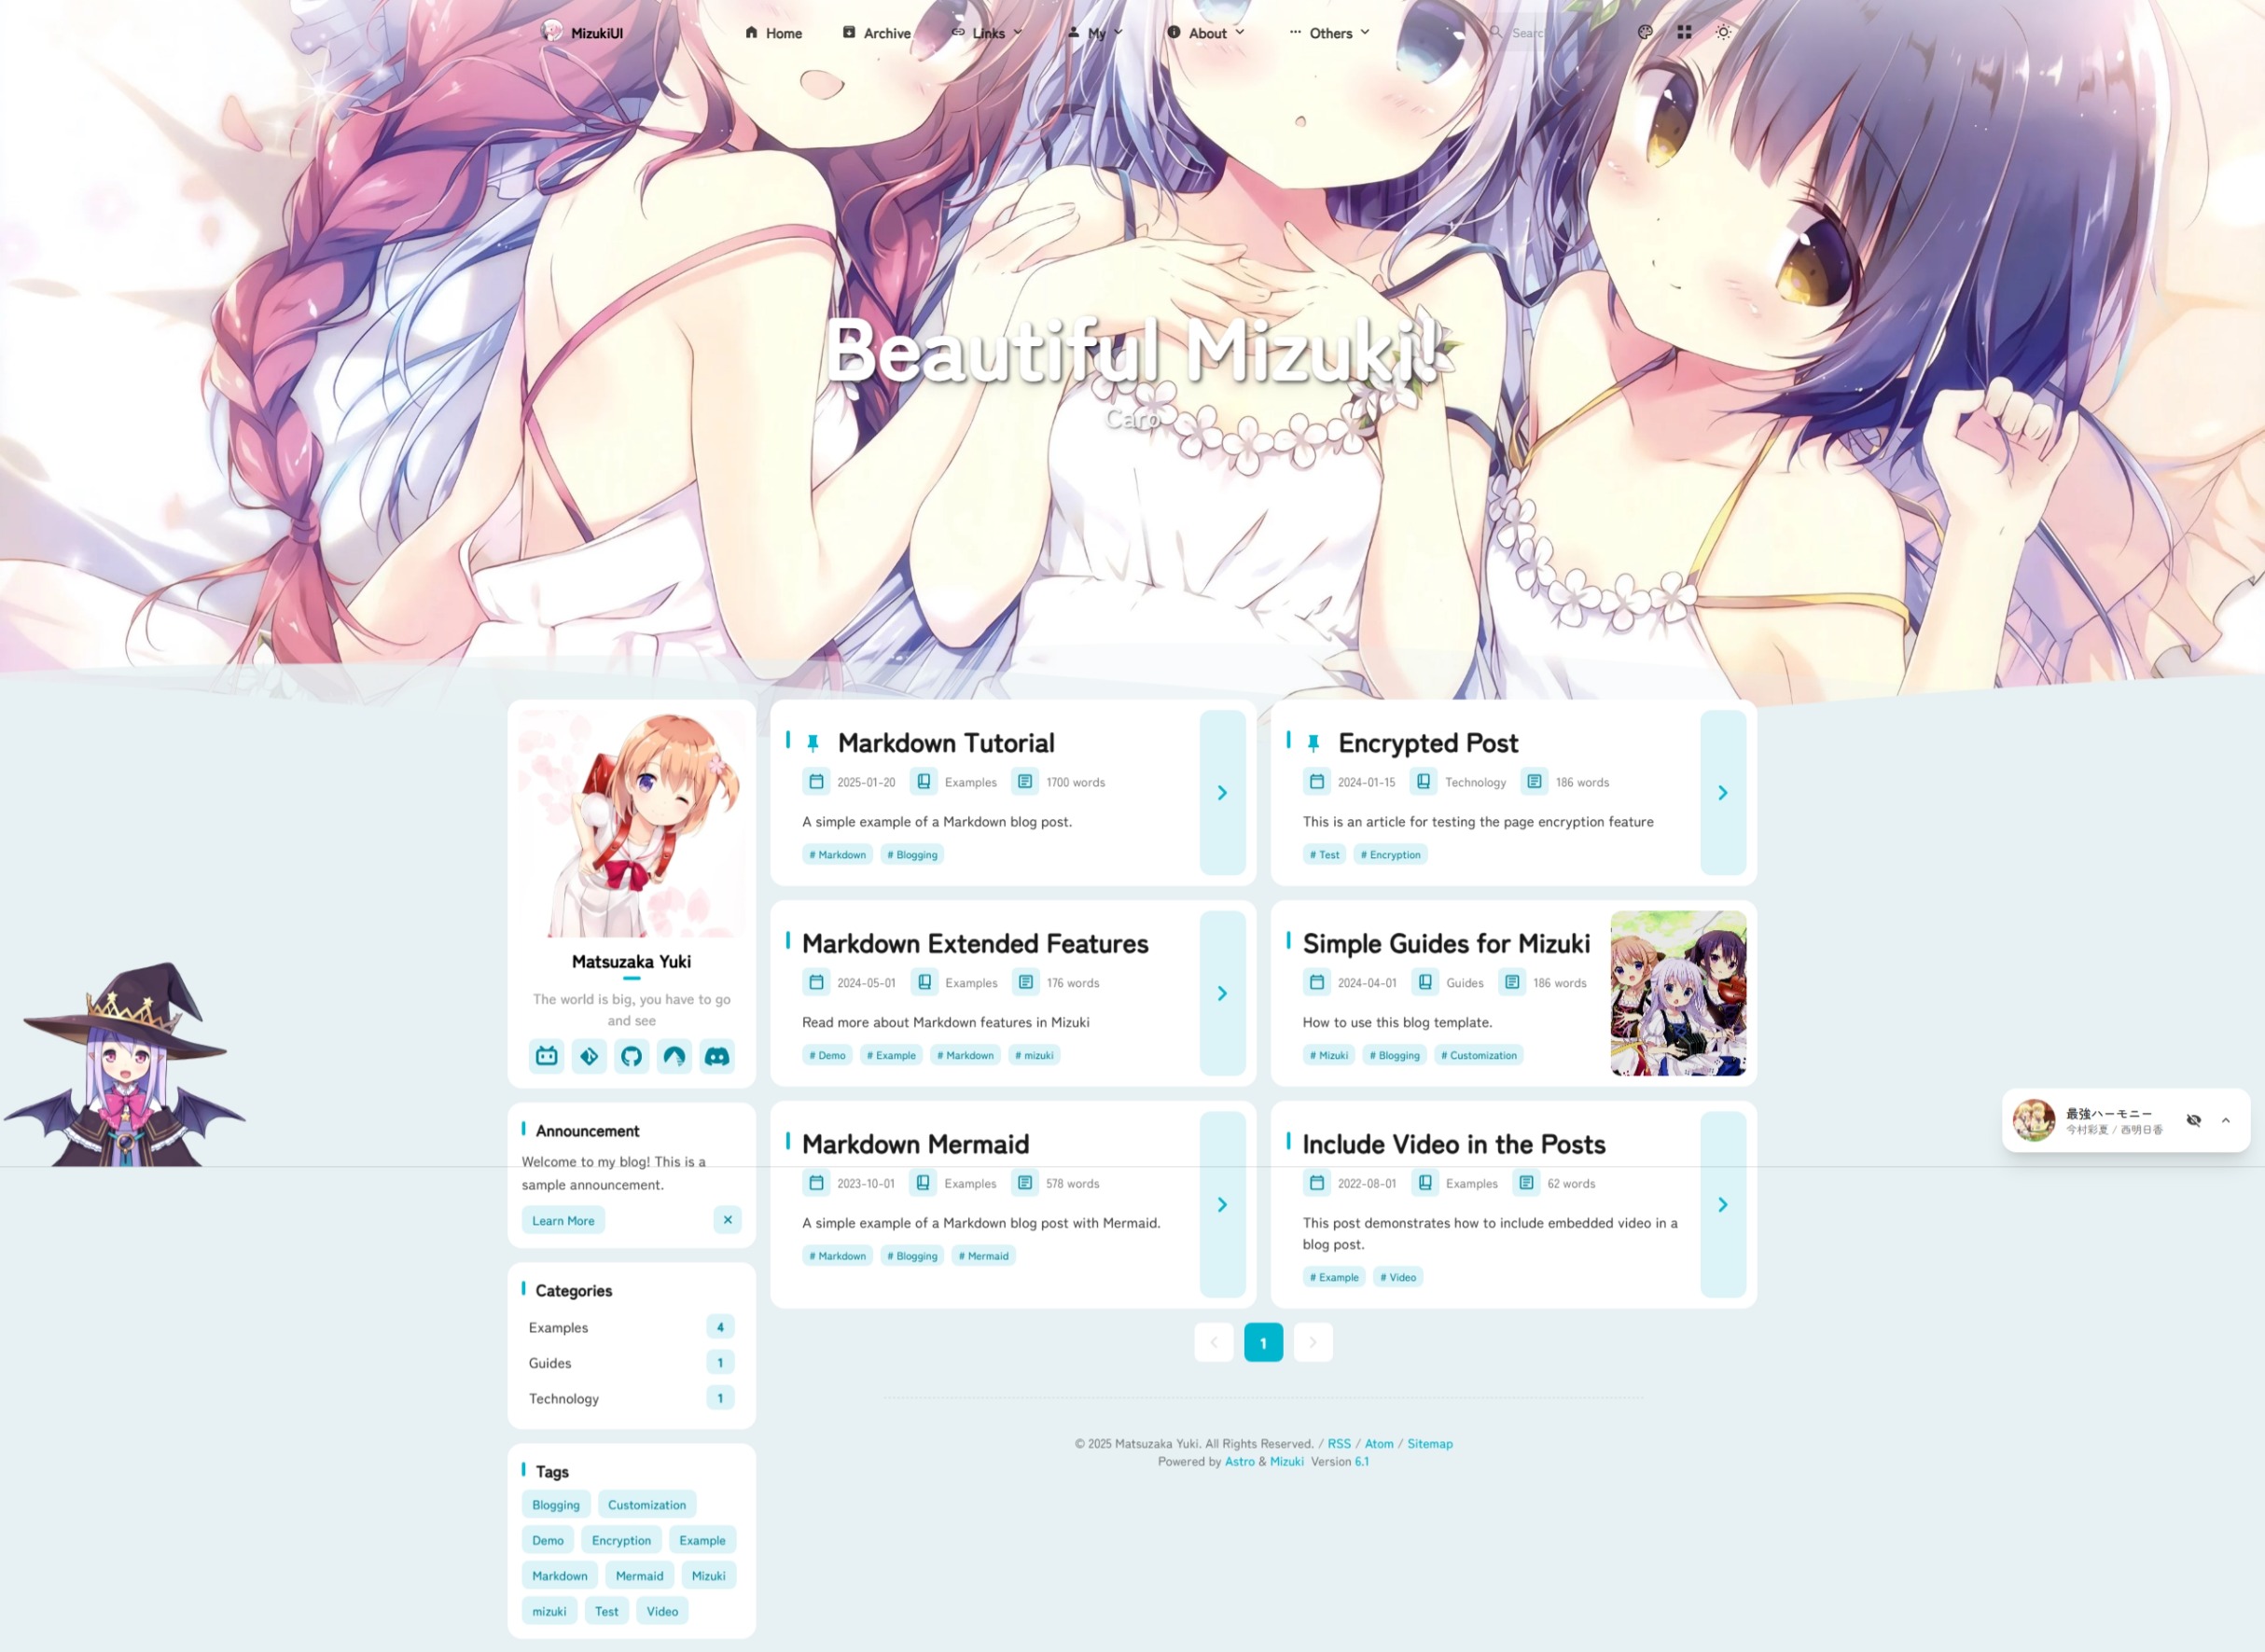 MizukiUI
Home
Archive
Links
My
About
Others
Search
Beautiful Mizuki!
Caro
Matsuzaka Yuki
The world is big, you have to go
and see
Announcement
Welcome to my blog! This is a
sample announcement.
Learn More
Categories
Examples 4
Guides 1
Technology 1
Tags
Blogging Customization
Demo Encryption Example
Markdown Mermaid Mizuki
mizuki Test Video
Markdown Tutorial
2025-01-20 Examples 1700 words
A simple example of a Markdown blog post.
# Markdown # Blogging
Encrypted Post
2024-01-15 Technology 186 words
This is an article for testing the page encryption feature
# Test # Encryption
Markdown Extended Features
2024-05-01 Examples 176 words
Read more about Markdown features in Mizuki
# Demo # Example # Markdown # mizuki
Simple Guides for Mizuki
2024-04-01 Guides 186 words
How to use this blog template.
# Mizuki # Blogging # Customization
Markdown Mermaid
2023-10-01 Examples 578 words
A simple example of a Markdown blog post with Mermaid.
# Markdown # Blogging # Mermaid
Include Video in the Posts
2022-08-01 Examples 62 words
This post demonstrates how to include embedded video in a
blog post.
# Example # Video
1
© 2025 Matsuzaka Yuki. All Rights Reserved. / RSS / Atom / Sitemap
Powered by Astro & Mizuki Version 6.1
最強ハーモニー
今村彩夏 / 西明日香